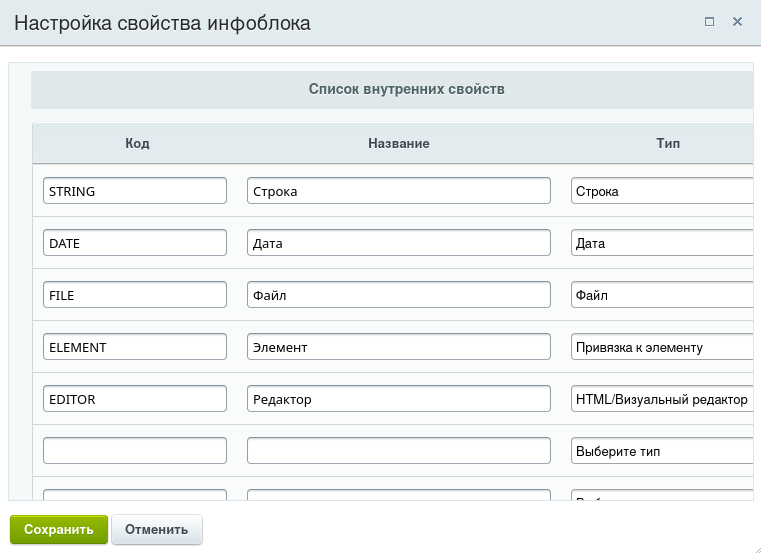 Настройка свойства инфоблока
Список внутренних свойств
Код Название Тип
STRING Строка Строка
DATE Дата Дата
FILE Файл Файл
ELEMENT Элемент Привязка к элементу
EDITOR Редактор HTML/Визуальный редактор
Выберите тип
Сохранить Отменить